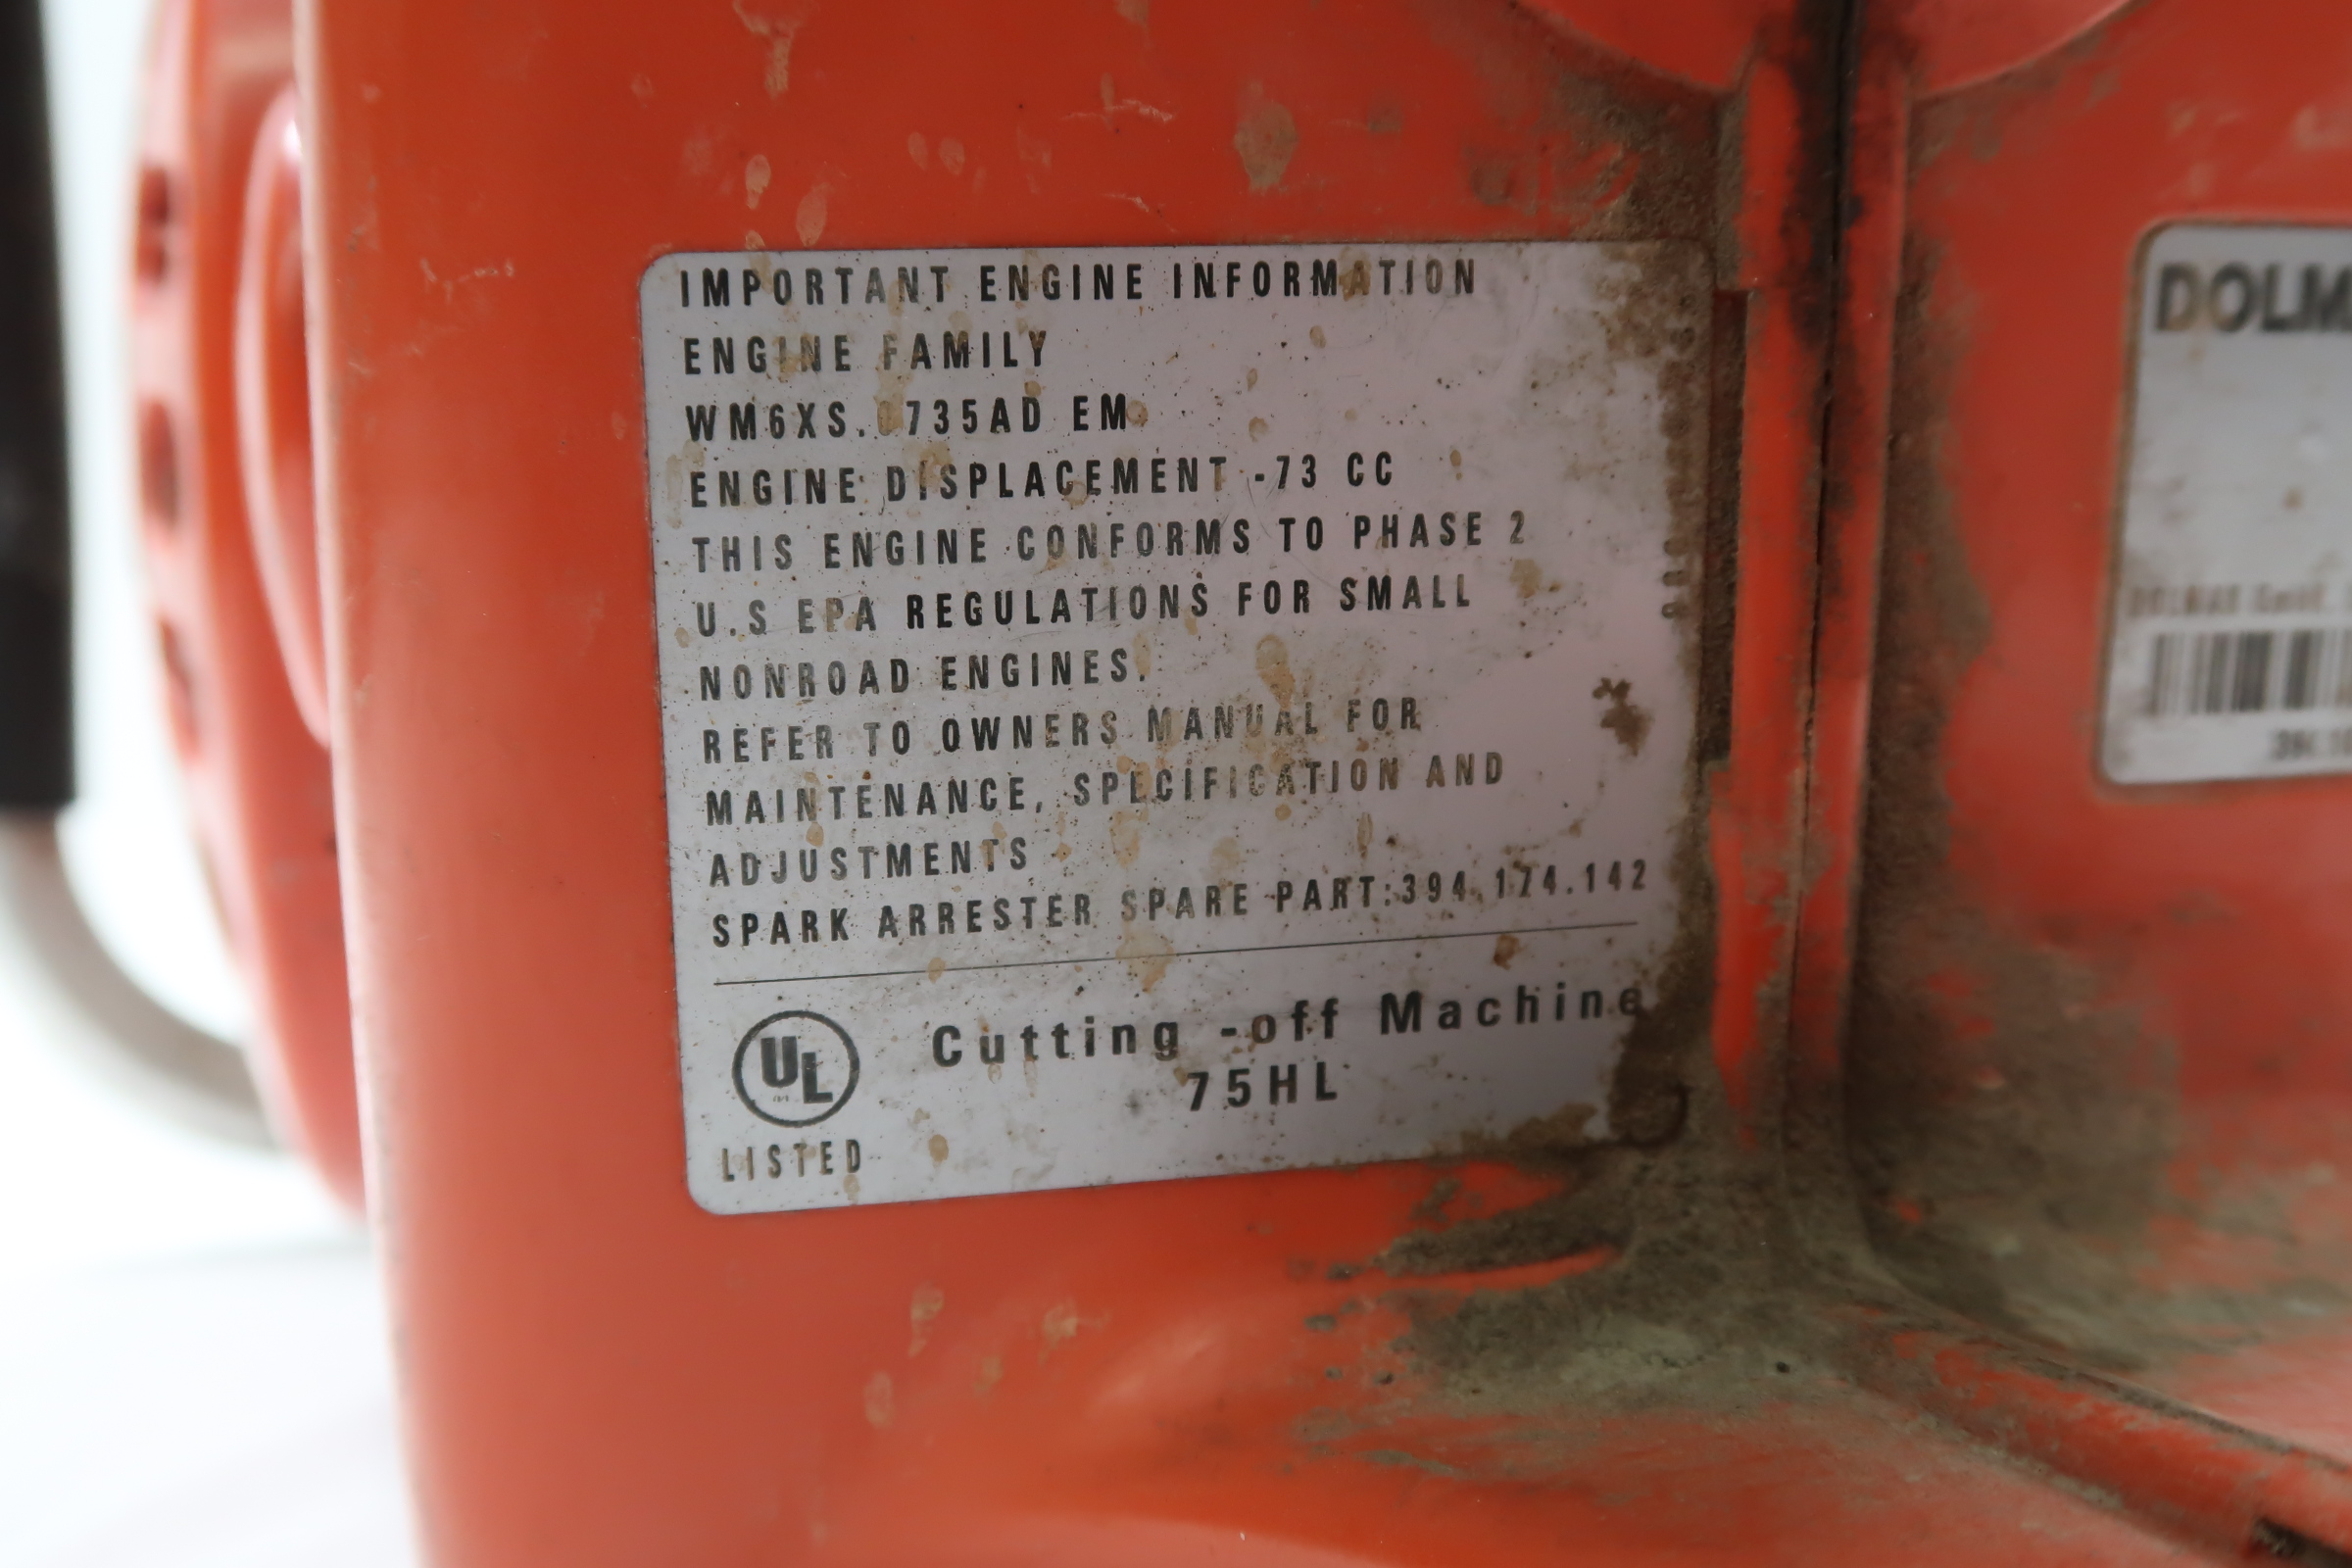 IMPORTANT ENGINE INFORMATION
ENGINE FAMILY
WM6XS.0735AD EM
ENGINE DISPLACEMENT -73 CC
THIS ENGINE CONFORMS TO PHASE 2
U.S EPA REGULATIONS FOR SMALL
NONROAD ENGINES.
REFER TO OWNERS MANUAL FOR
MAINTENANCE, SPECIFICATION AND
ADJUSTMENTS
SPARK ARRESTER SPARE PART:394.174.142
UL
LISTED
Cutting -off Machine
75HL
DOLM